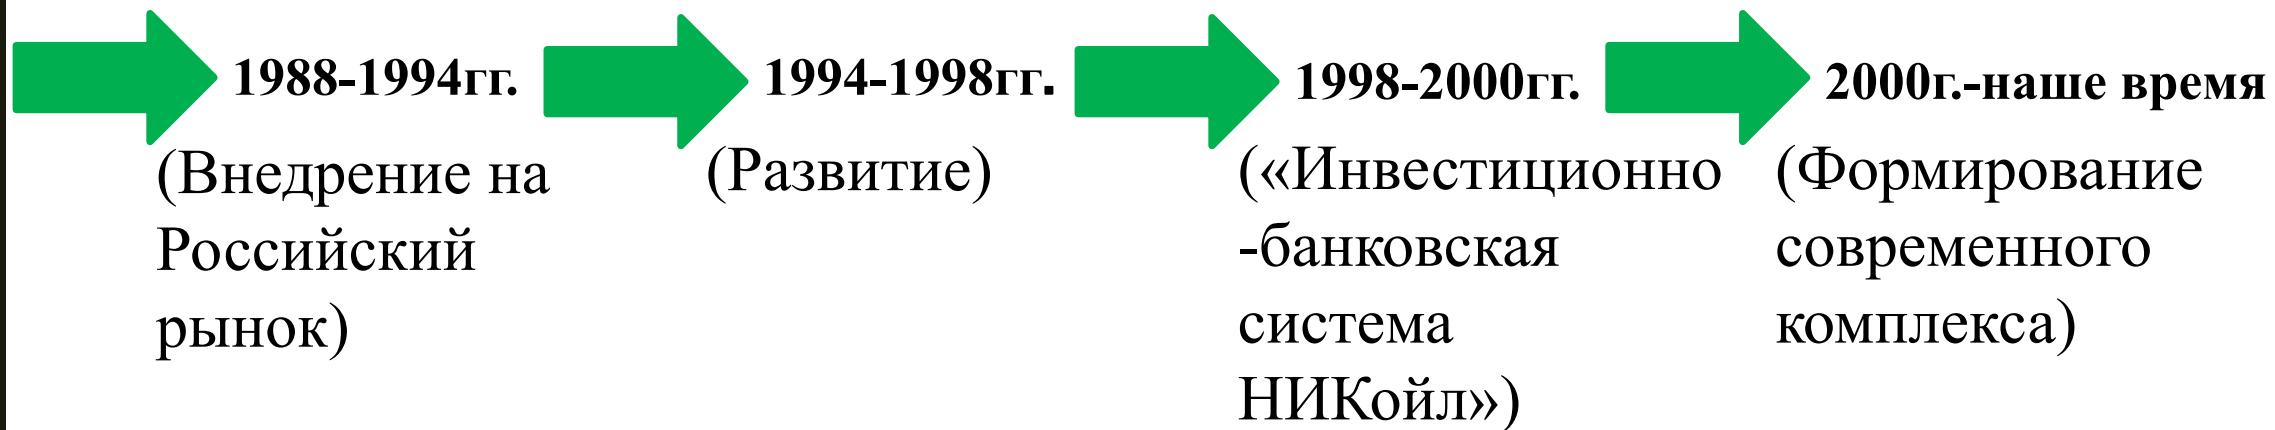 1988-1994гг.
(Внедрение на
Российский
рынок)
1994-1998гг.
(Развитие)
1998-2000гг.
(«Инвестиционно
-банковская
система
НИКойл»)
2000г.-наше время
(Формирование
современного
комплекса)